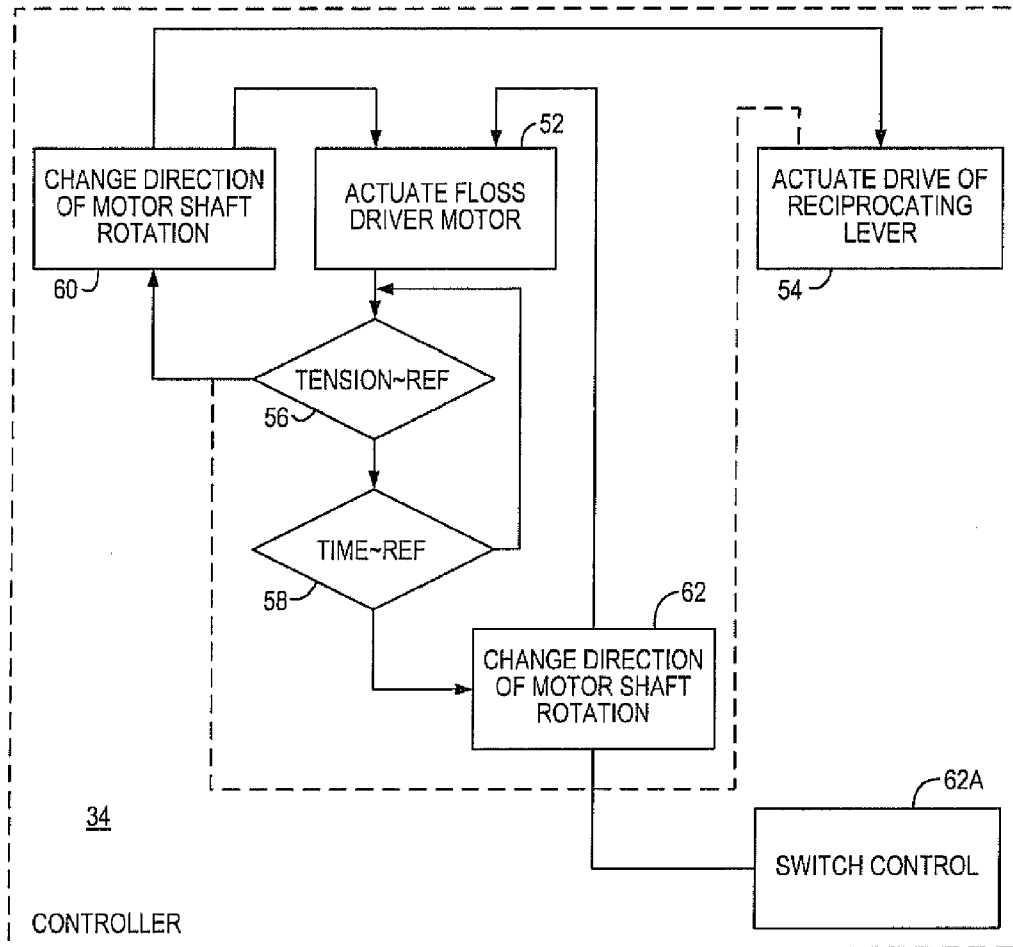 52
CHANGE DIRECTION
OF MOTOR SHAFT
ROTATION
60
ACTUATE FLOSS
DRIVER MOTOR
ACTUATE DRIVE OF
RECIPROCATING
LEVER
54
TENSION~REF
56
TIME~REF
58
62
CHANGE DIRECTION
OF MOTOR SHAFT
ROTATION
62A
SWITCH CONTROL
34
CONTROLLER